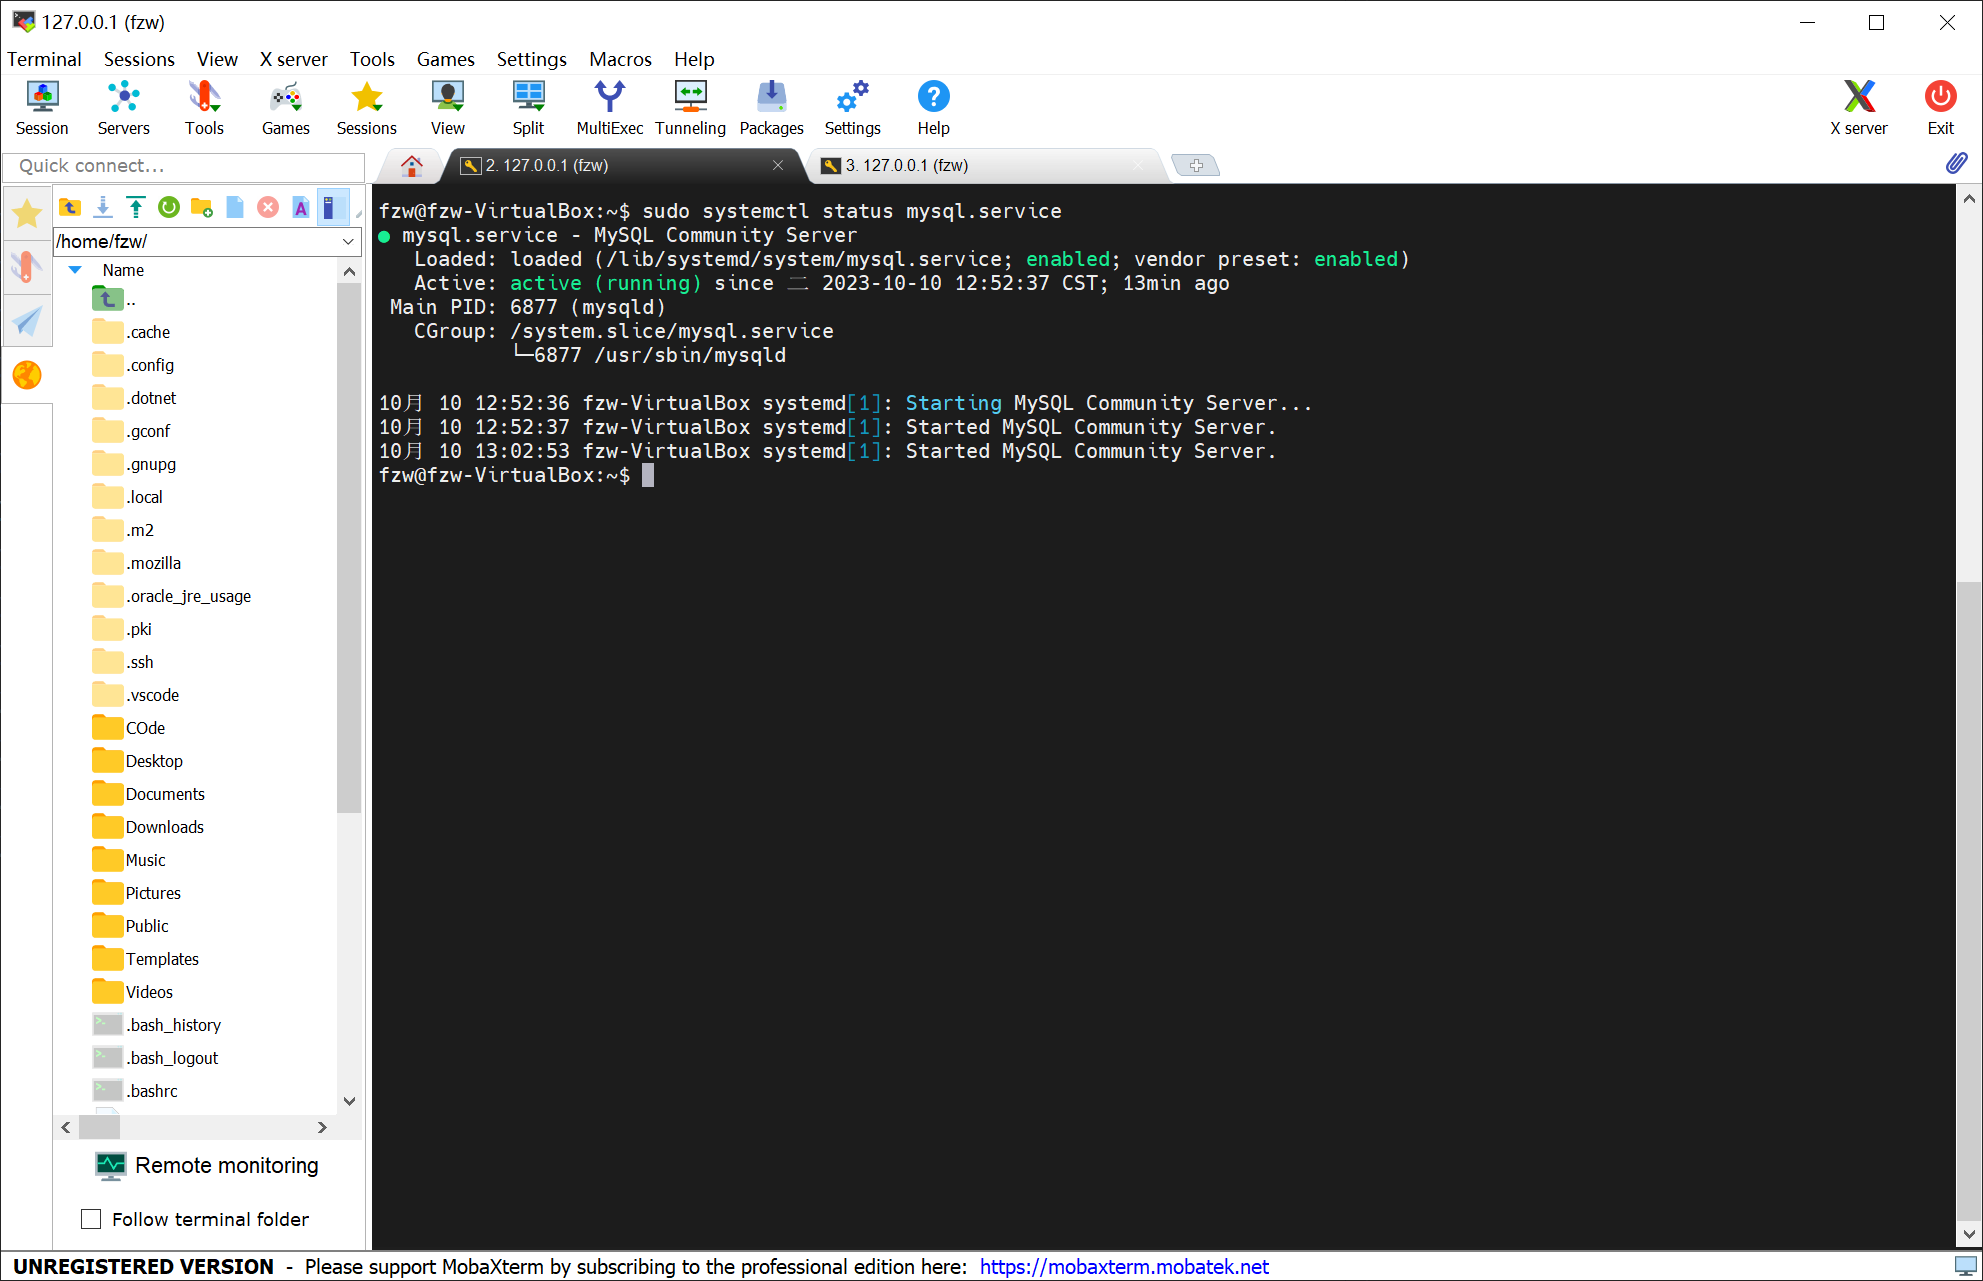 127.0.0.1 (fzw)
Terminal Sessions View X server Tools Games Settings Macros Help
Session Servers Tools Games Sessions View Split MultiExec Tunneling Packages Settings Help X server Exit
Quick connect...
2. 127.0.0.1 (fzw)
3. 127.0.0.1 (fzw)
/home/fzw/
Name
..
.cache
.config
.dotnet
.gconf
.gnupg
.local
.m2
.mozilla
.oracle_jre_usage
.pki
.ssh
.vscode
COde
Desktop
Documents
Downloads
Music
Pictures
Public
Templates
Videos
.bash_history
.bash_logout
.bashrc
Remote monitoring
Follow terminal folder
fzw@fzw-VirtualBox:~$ sudo systemctl status mysql.service
● mysql.service - MySQL Community Server
Loaded: loaded (/lib/systemd/system/mysql.service; enabled; vendor preset: enabled)
Active: active (running) since 二 2023-10-10 12:52:37 CST; 13min ago
Main PID: 6877 (mysqld)
CGroup: /system.slice/mysql.service
└─6877 /usr/sbin/mysqld
10月 10 12:52:36 fzw-VirtualBox systemd[1]: Starting MySQL Community Server...
10月 10 12:52:37 fzw-VirtualBox systemd[1]: Started MySQL Community Server.
10月 10 13:02:53 fzw-VirtualBox systemd[1]: Started MySQL Community Server.
fzw@fzw-VirtualBox:~$
UNREGISTERED VERSION - Please support MobaXterm by subscribing to the professional edition here: https://mobaxterm.mobatek.net